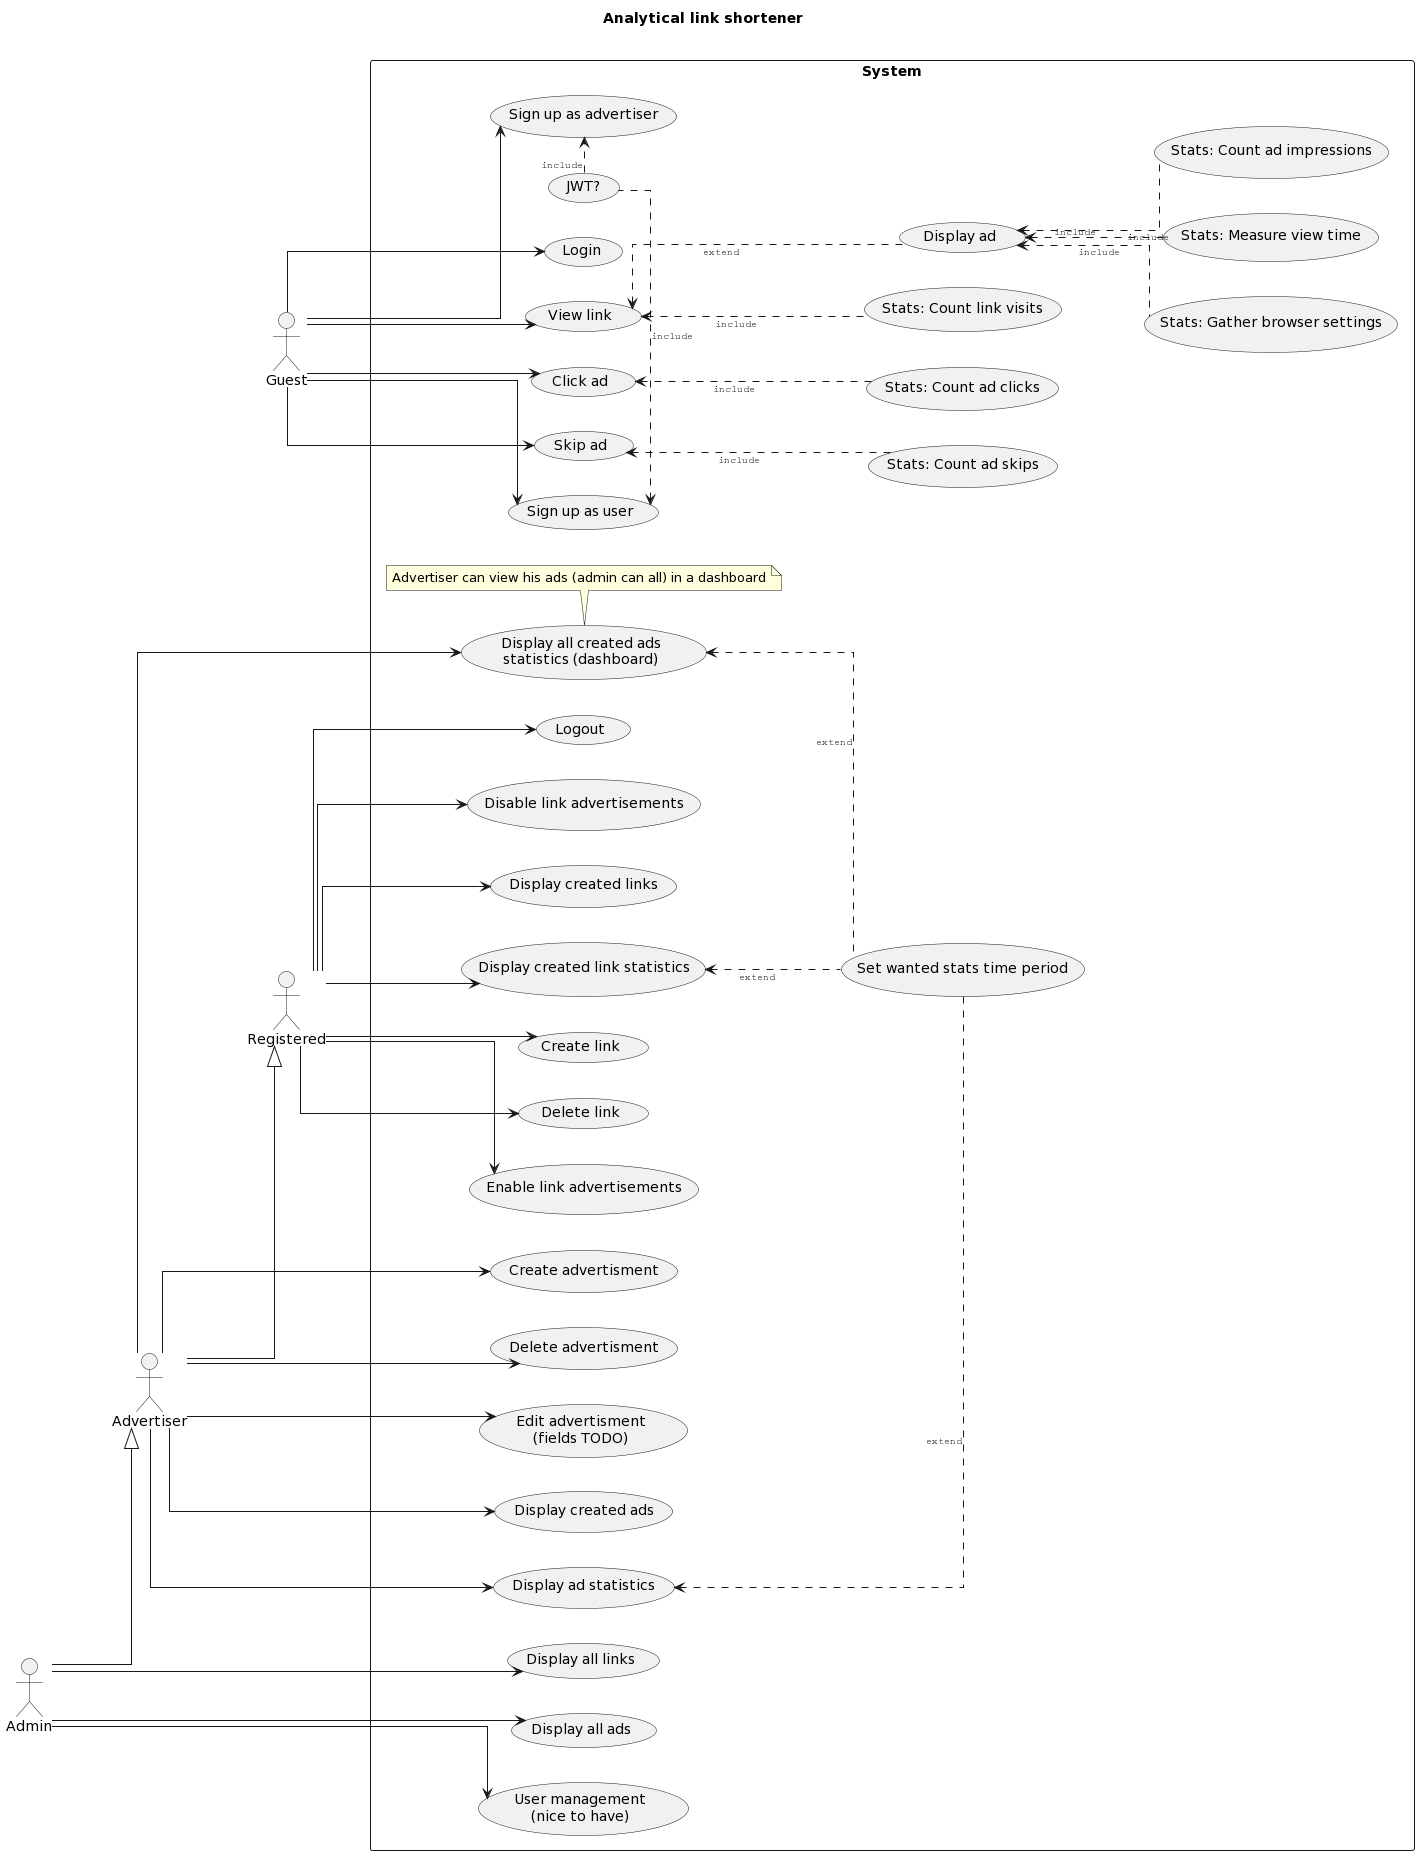 Analytical link shortener
System
Sign up as advertiser
include
JWT?
Stats: Count ad impressions
Display ad
include
include
include
Stats: Measure view time
Login
extend
View link
Stats: Count link visits
include
include
Stats: Gather browser settings
Guest
Click ad
Stats: Count ad clicks
include
Skip ad
Stats: Count ad skips
include
Sign up as user
Advertiser can view his ads (admin can all) in a dashboard
Display all created ads
statistics (dashboard)
Logout
extend
Disable link advertisements
Display created links
Display created link statistics
extend
Set wanted stats time period
Registered
Create link
Delete link
Enable link advertisements
Create advertisment
Delete advertisment
Advertiser
Edit advertisment
(fields TODO)
extend
Display created ads
Display ad statistics
Display all links
Admin
Display all ads
User management
(nice to have)